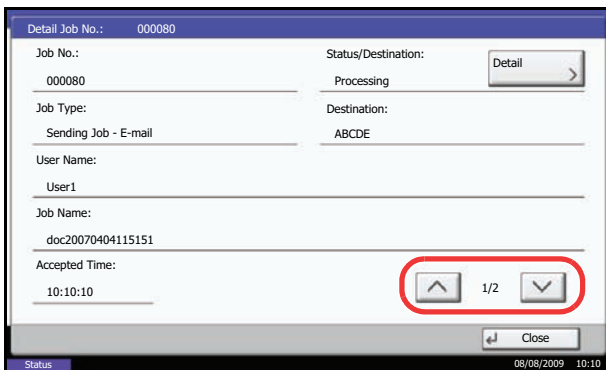 Detail Job No.: 000080
Job No.:
000080
Status/Destination:
Processing
Detail
Job Type:
Sending Job - E-mail
Destination:
ABCDE
User Name:
User1
Job Name:
doc20070404115151
Accepted Time:
10:10:10
1/2
Close
Status
08/08/2009 10:10